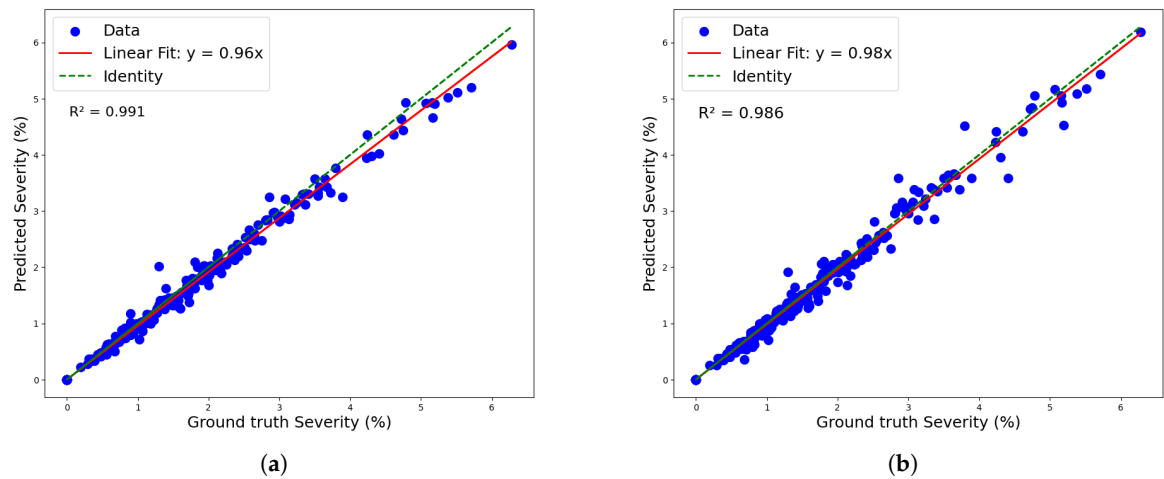 Data
Linear Fit: y = 0.96x
Identity
R² = 0.991
6
5
4
3
2
1
0
Predicted Severity (%)
0 1 2 3 4 5 6
Ground truth Severity (%)
(a)
Data
Linear Fit: y = 0.98x
Identity
R² = 0.986
6
5
4
3
2
1
0
Predicted Severity (%)
0 1 2 3 4 5 6
Ground truth Severity (%)
(b)